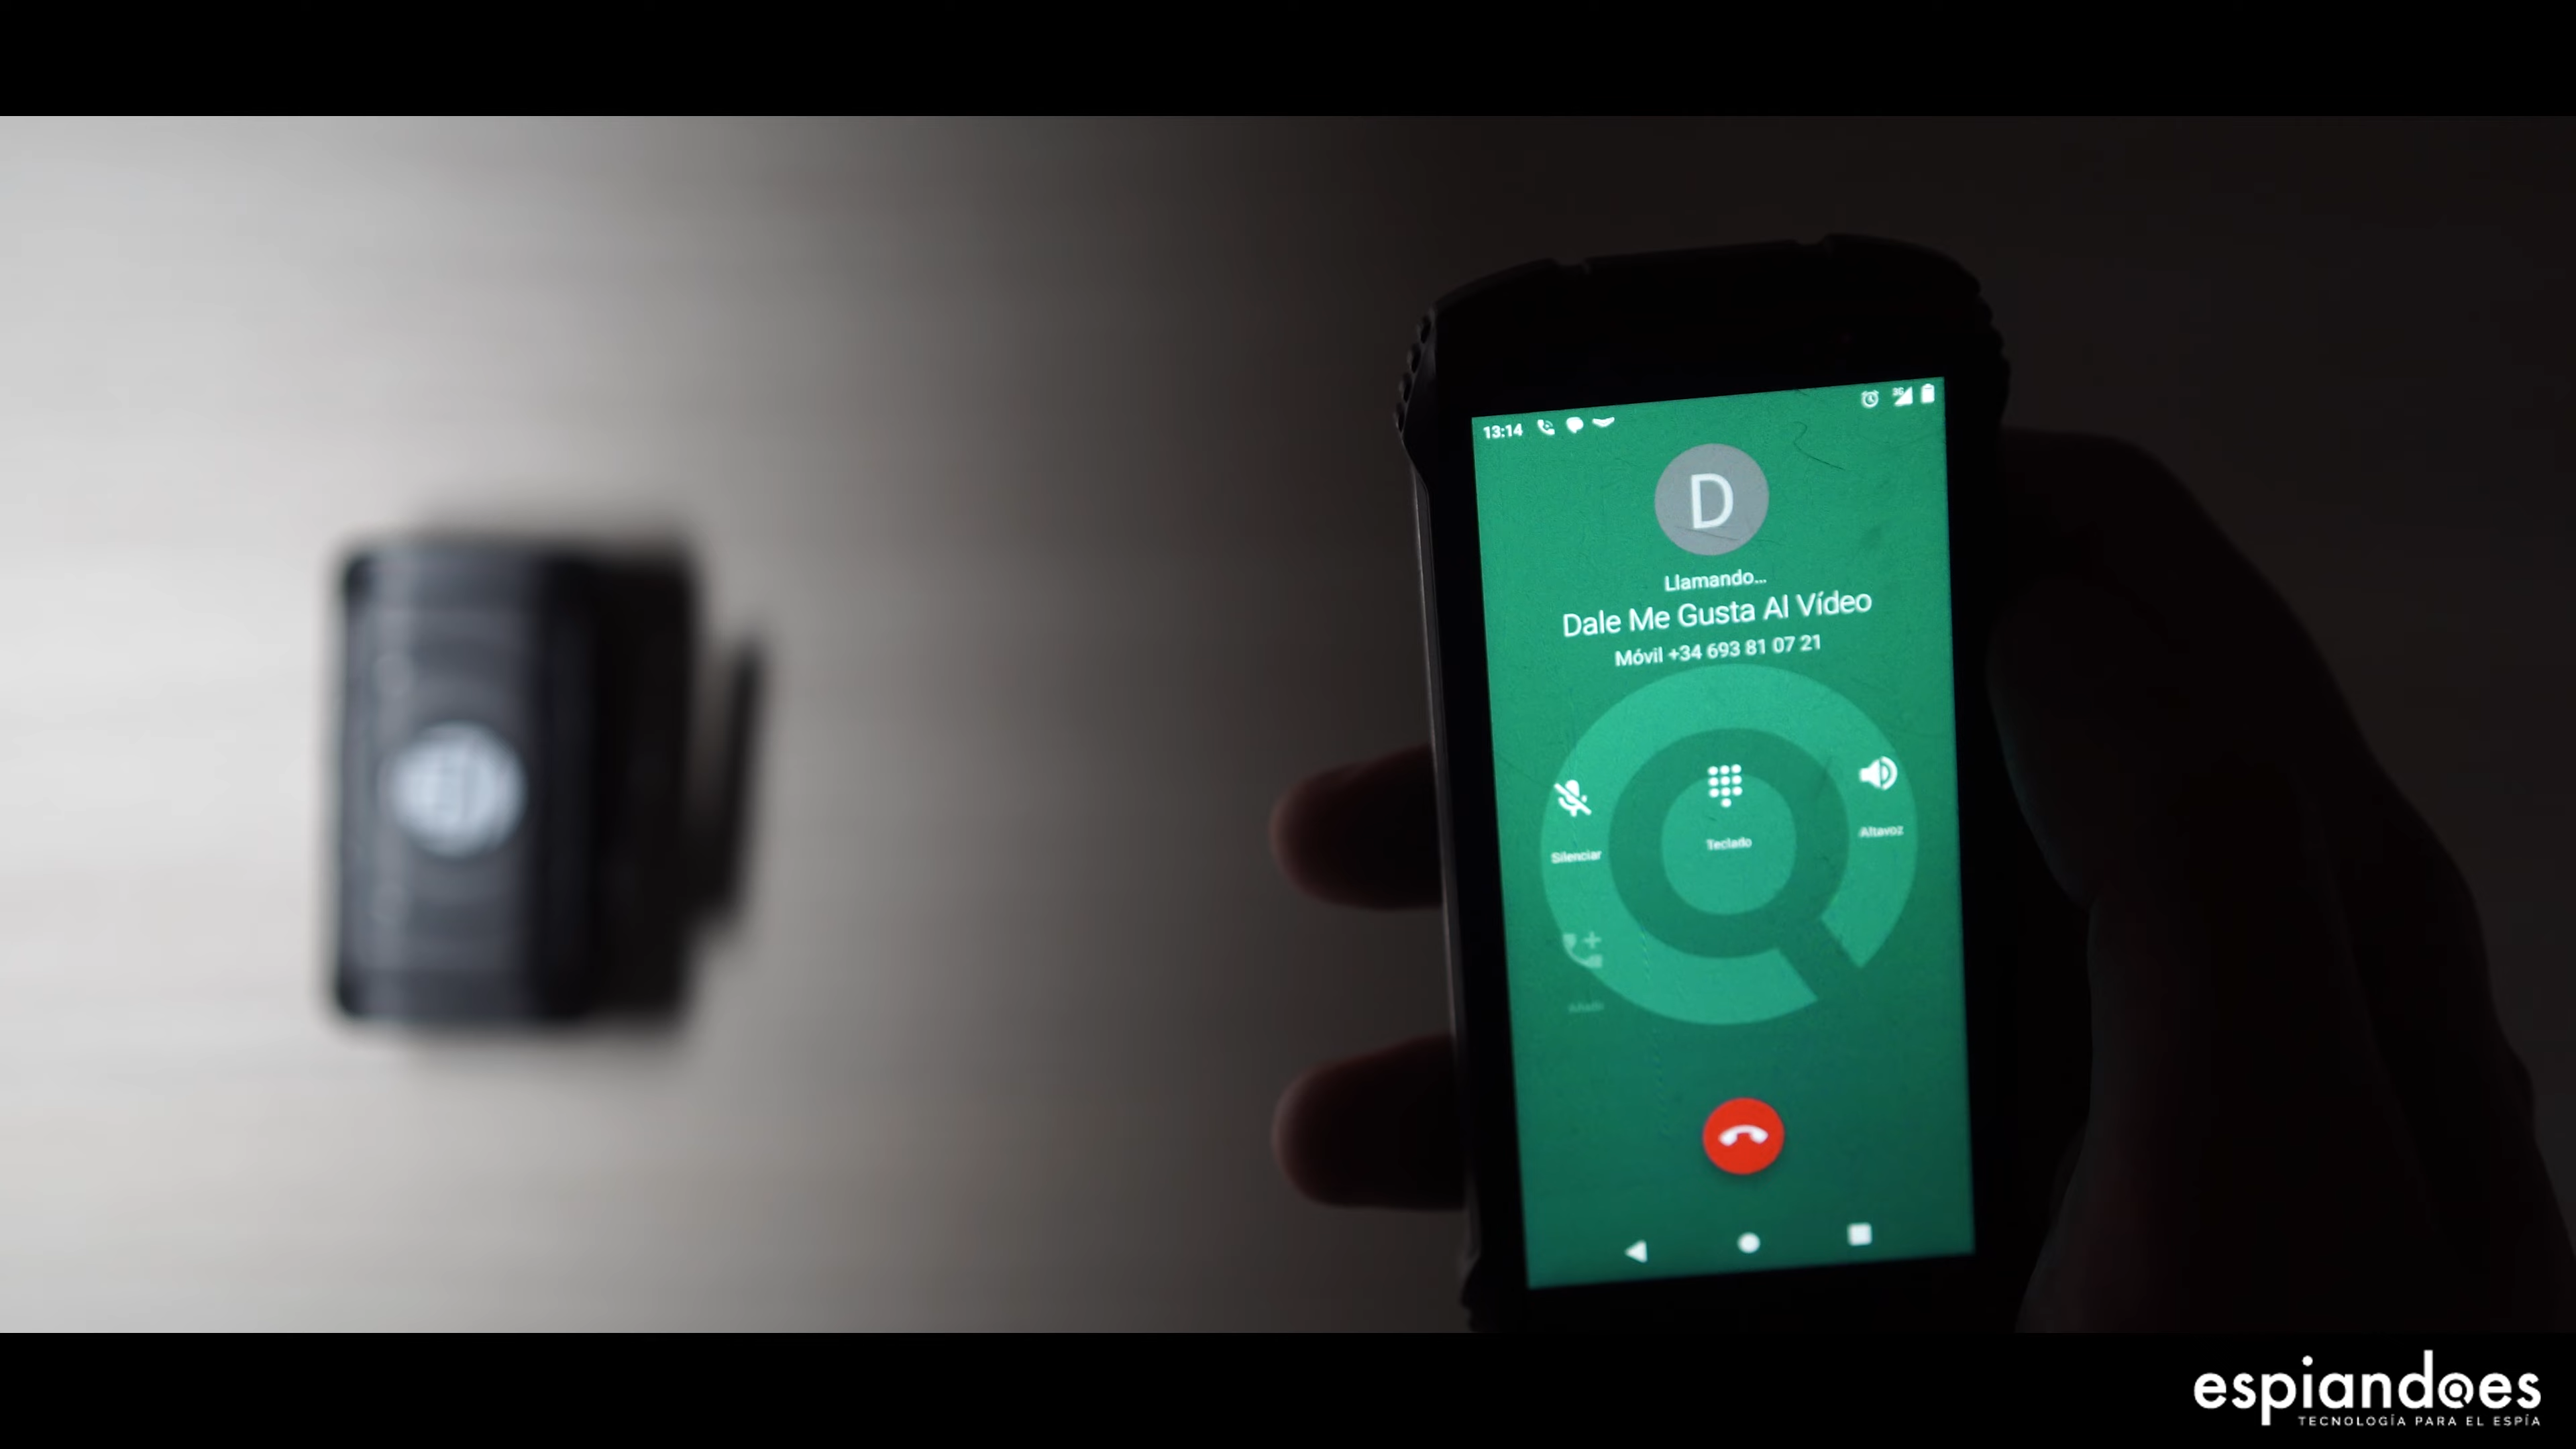 13:14
3G
D
Llamando...
Dale Me Gusta Al Vídeo
Móvil +34 693 81 07 21
Silenciar
Teclado
Altavoz
espiandoes
TECNOLOGÍA PARA EL ESPÍA